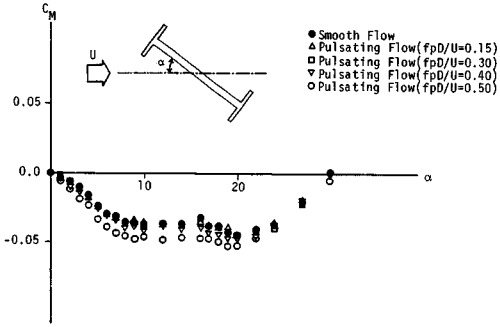 C_M
U
α
● Smooth Flow
△ Pulsating Flow(fpD/U=0.15)
□ Pulsating Flow(fpD/U=0.30)
▽ Pulsating Flow(fpD/U=0.40)
○ Pulsating Flow(fpD/U=0.50)
0.05
0.0
10
20
α
-0.05